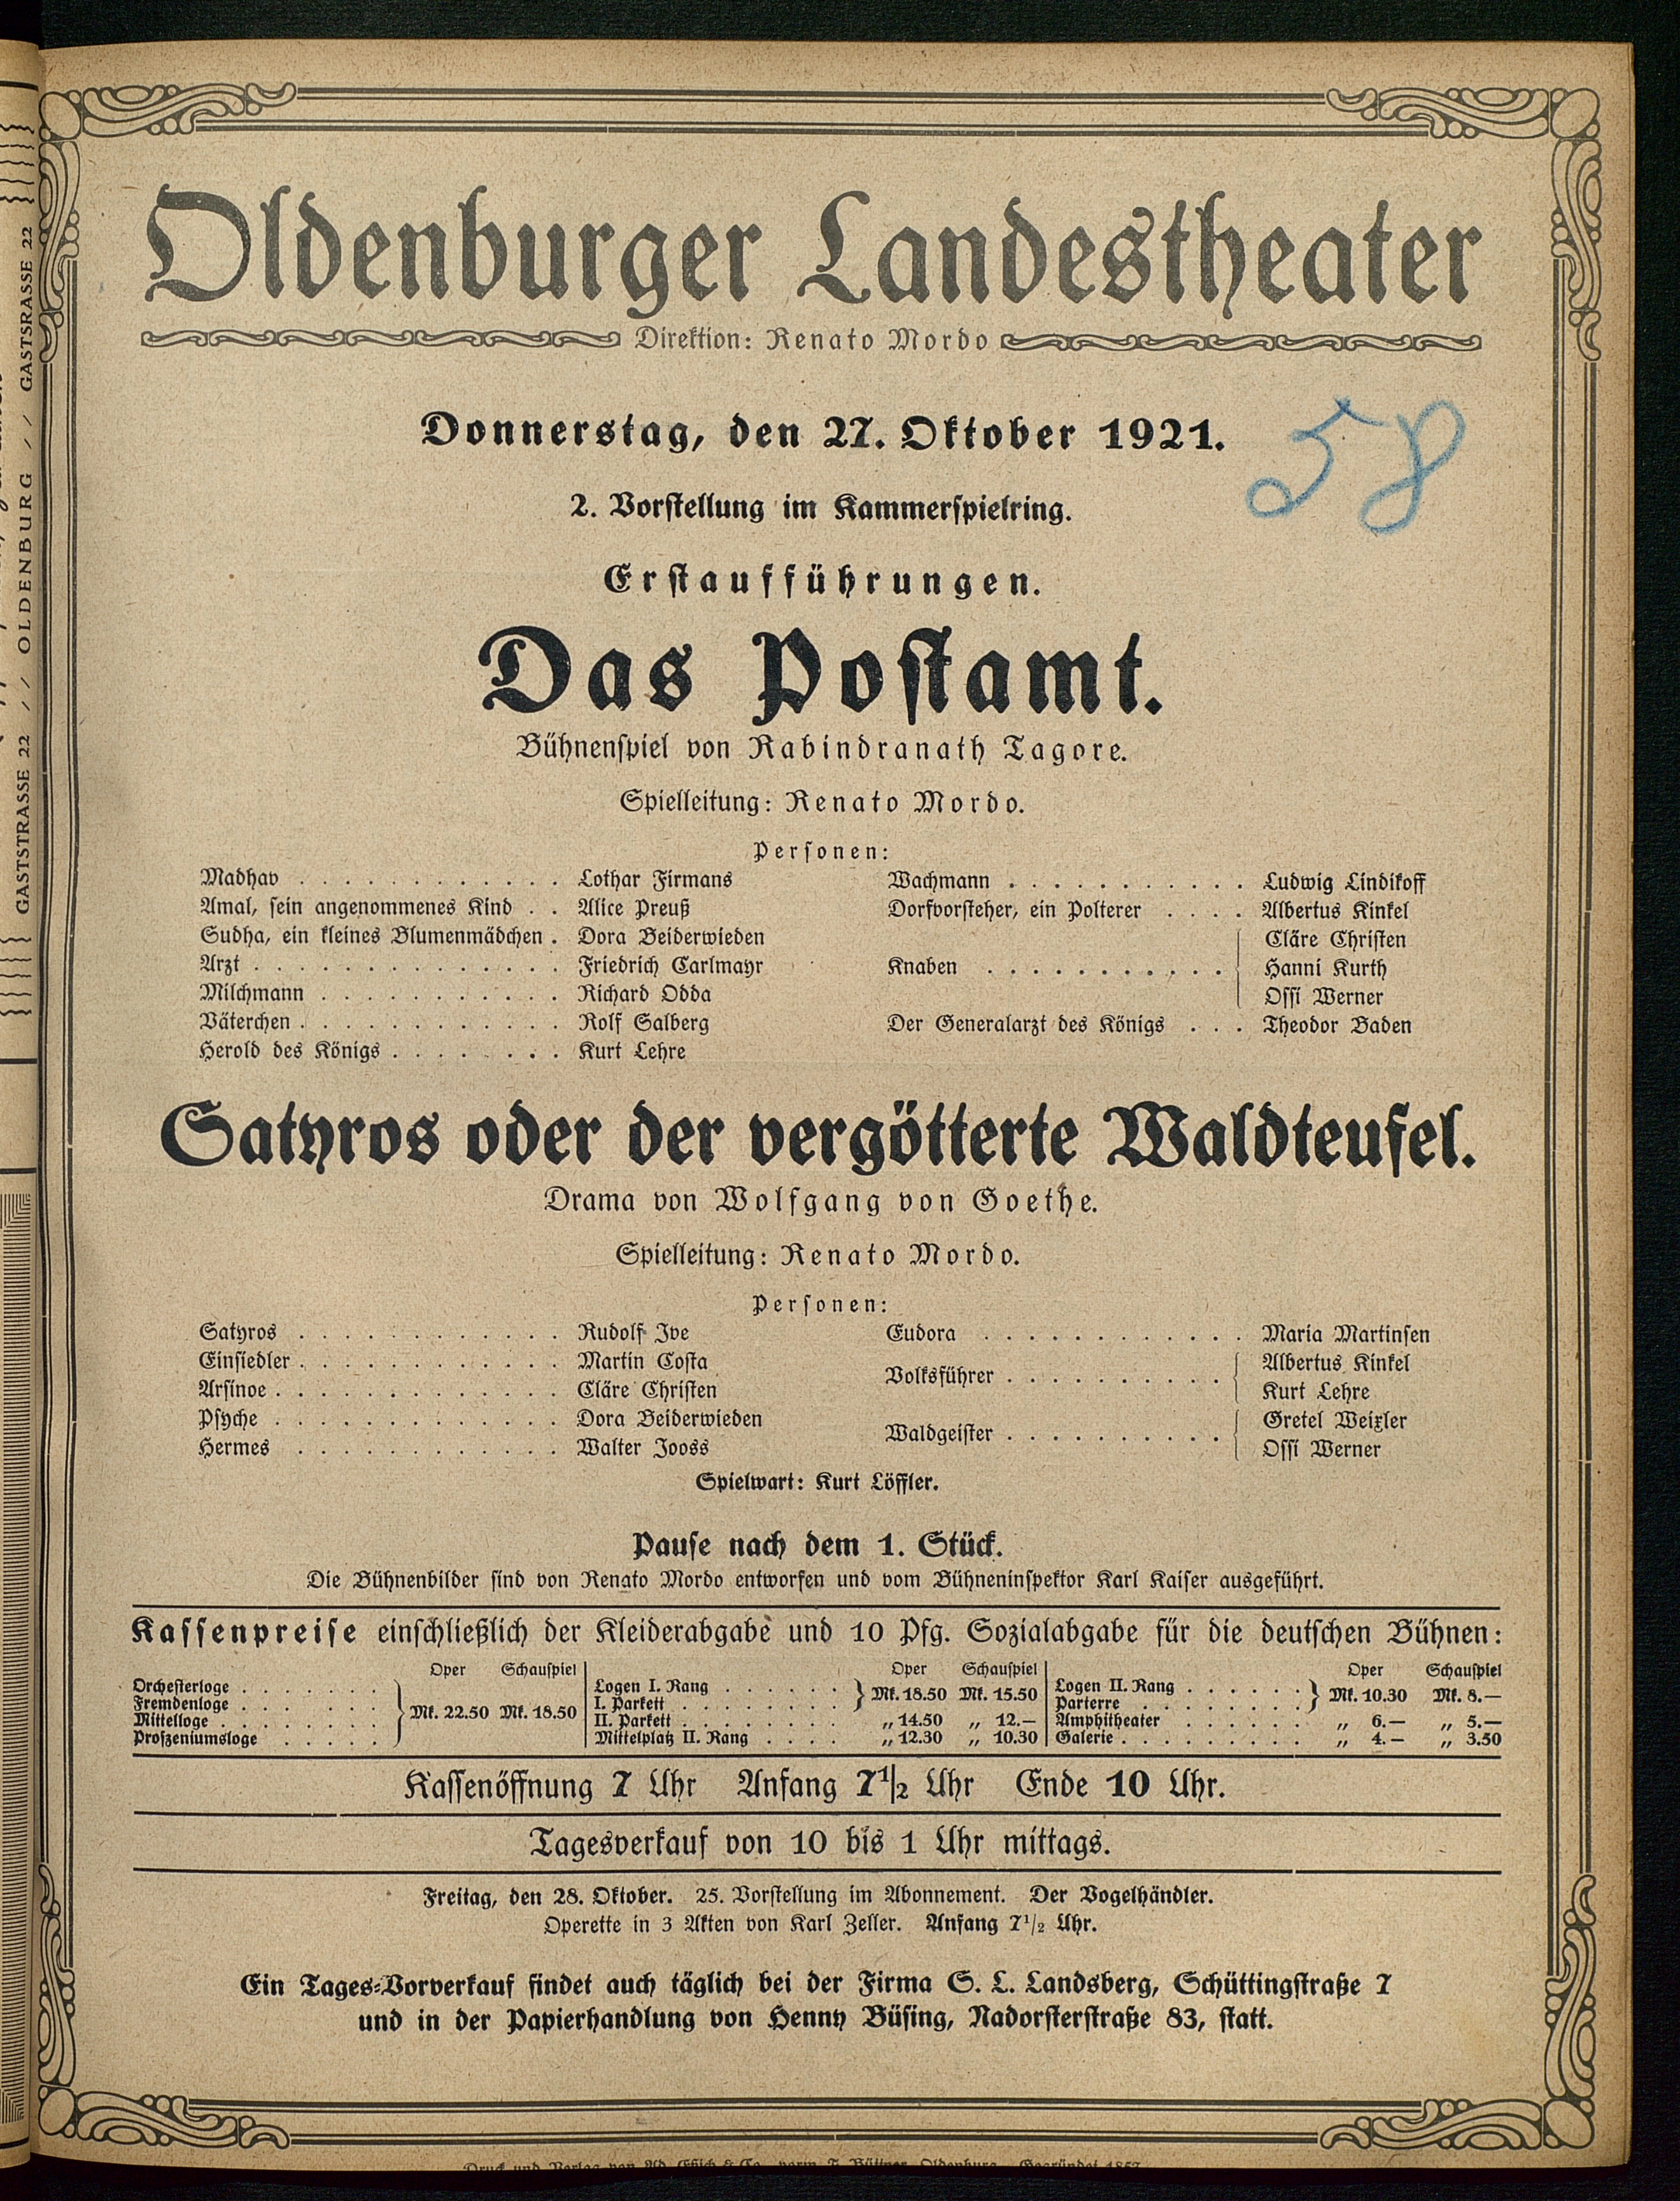 Oldenburger Landestheater
Direktion: Renato Mordo
Donnerstag, den 27. Oktober 1921.
58
2. Vorstellung im Kammerspielring.
Erstaufführungen.
Das Postamt.
Bühnenspiel von Rabindranath Tagore.
Spielleitung: Renato Mordo.
Personen:
Madhav . . . . . . . . . . . . Lothar Firmans
Amal, sein angenommenes Kind . . Alice Preuß
Sudha, ein kleines Blumenmädchen . Dora Beiderwieden
Arzt . . . . . . . . . . . . . . Friedrich Carlmayr
Milchmann . . . . . . . . . . . Richard Odda
Väterchen . . . . . . . . . . . . Rolf Salberg
Herold des Königs . . . . . . . . Kurt Lehre
Wachmann . . . . . . . . . . . Ludwig Lindikoff
Dorfvorsteher, ein Polterer . . . . Albertus Kinkel
Knaben . . . . . . . . . . . Cläre Christen
Hanni Kurth
Ossi Werner
Der Generalarzt des Königs . . . Theodor Baden
Satyros oder der vergötterte Waldteufel.
Drama von Wolfgang von Goethe.
Spielleitung: Renato Mordo.
Personen:
Satyros . . . . . . . . . . . . Rudolf Ive
Einsiedler . . . . . . . . . . . . Martin Costa
Arsinoe . . . . . . . . . . . . . Cläre Christen
Psyche . . . . . . . . . . . . . Dora Beiderwieden
Hermes . . . . . . . . . . . . Walter Jooss
Eudora . . . . . . . . . . . . Maria Martinsen
Volksführer . . . . . . . . . . Albertus Kinkel
Kurt Lehre
Waldgeister . . . . . . . . . . Gretel Weixler
Ossi Werner
Spielwart: Kurt Löffler.
Pause nach dem 1. Stück.
Die Bühnenbilder sind von Renato Mordo entworfen und vom Bühneninspektor Karl Kaiser ausgeführt.
Kassenpreise einschließlich der Kleiderabgabe und 10 Pfg. Sozialabgabe für die deutschen Bühnen:
Oper Schauspiel
Orchesterloge . . . . . . .
Fremdenloge . . . . . . .
Mittelloge . . . . . . . .
Proszeniumsloge . . . . .
Mk. 22.50 Mk. 18.50
Oper Schauspiel
Logen I. Rang . . . . . .
I. Parkett . . . . . . . .
Mk. 18.50 Mk. 15.50
II. Parkett . . . . . . . . „ 14.50 „ 12.—
Mittelplatz II. Rang . . . . „ 12.30 „ 10.30
Oper Schauspiel
Logen II. Rang . . . . . .
Parterre . . . . . . . .
Mk. 10.30 Mk. 8.—
Amphitheater . . . . . . „ 6.— „ 5.—
Galerie . . . . . . . . . „ 4.— „ 3.50
Kassenöffnung 7 Uhr Anfang 7½ Uhr Ende 10 Uhr.
Tagesverkauf von 10 bis 1 Uhr mittags.
Freitag, den 28. Oktober. 25. Vorstellung im Abonnement. Der Vogelhändler.
Operette in 3 Akten von Karl Zeller. Anfang 7½ Uhr.
Ein Tages-Vorverkauf findet auch täglich bei der Firma S. L. Landsberg, Schüttingstraße 7
und in der Papierhandlung von Henny Büsing, Nadorsterstraße 83, statt.
GASTSTRASSE 22 // OLDENBURG // GASTSRASSE 22